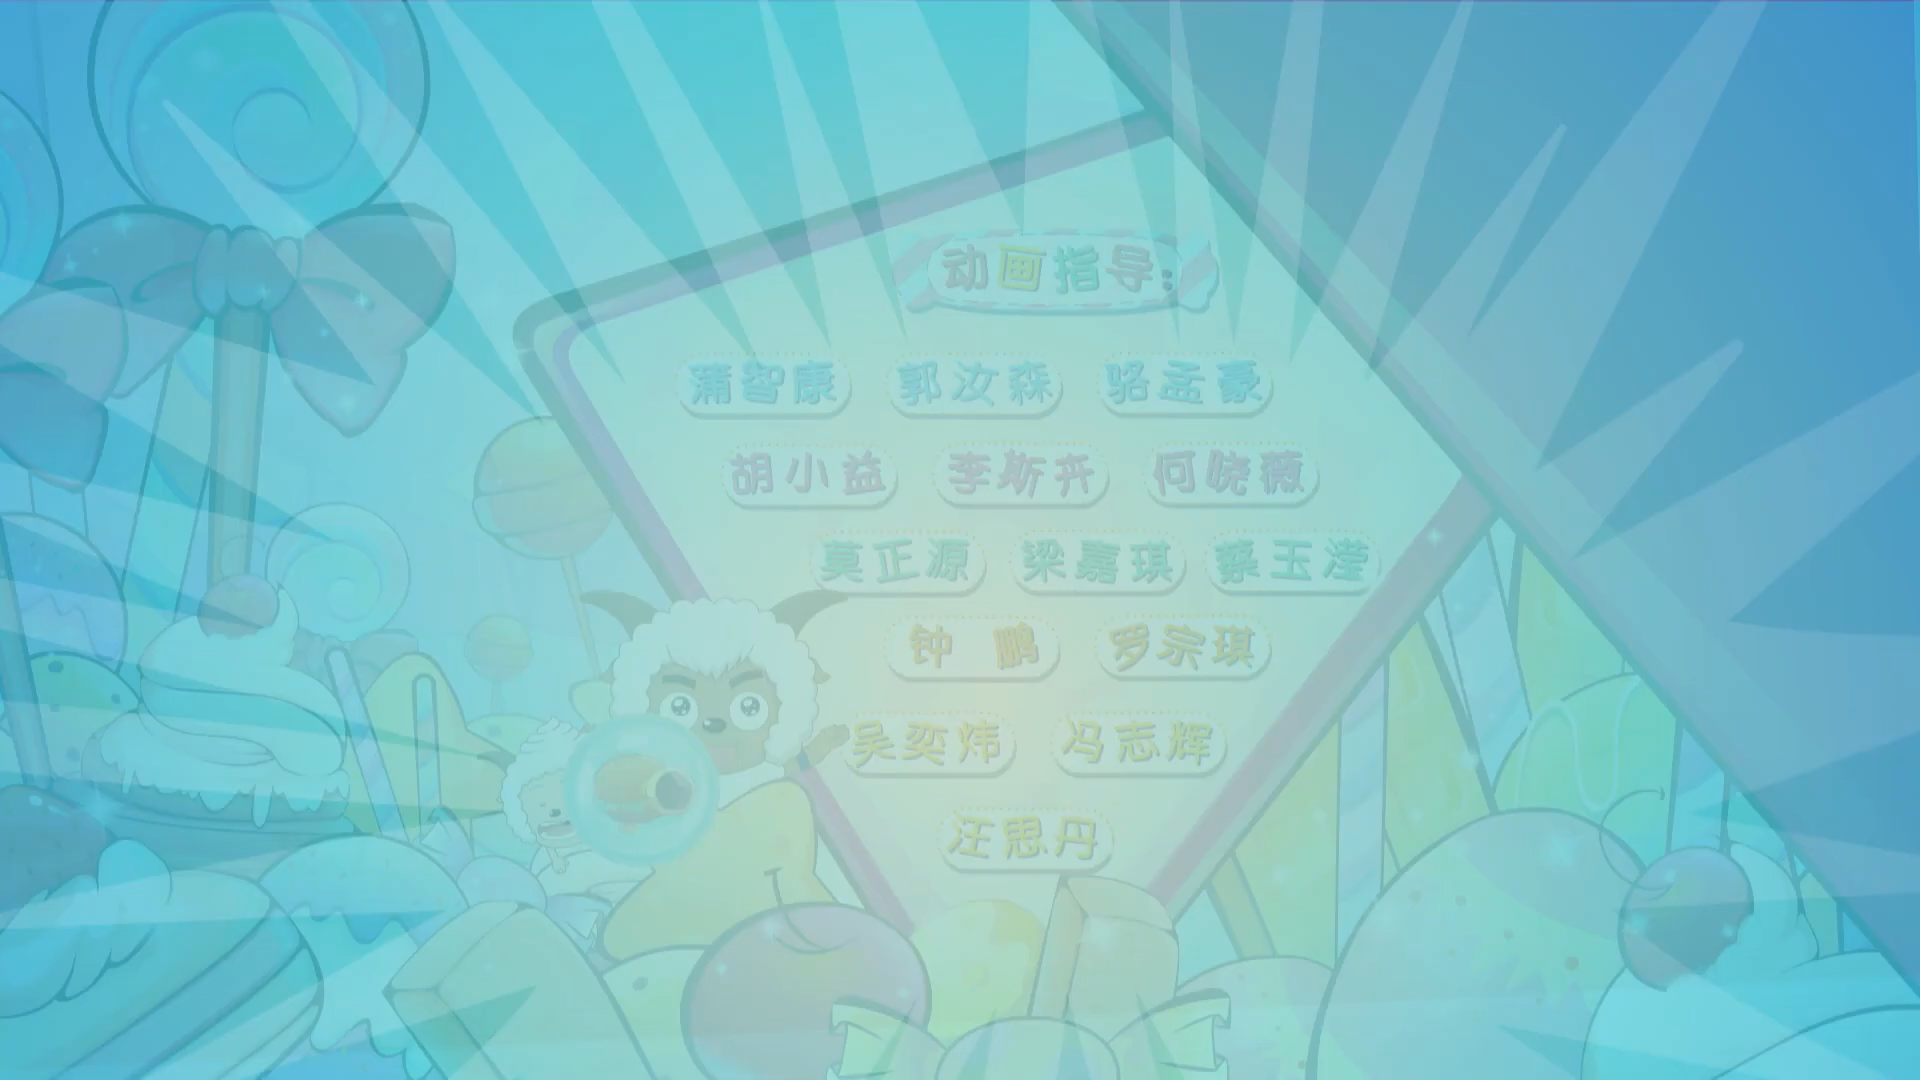 动画指导:
蒲智康 郭汝森 骆孟豪
胡小益 李斯卉 何晓薇
莫正源 梁嘉琪 蔡玉滢
钟 鹏 罗宗琪
吴奕炜 冯志辉
汪思丹